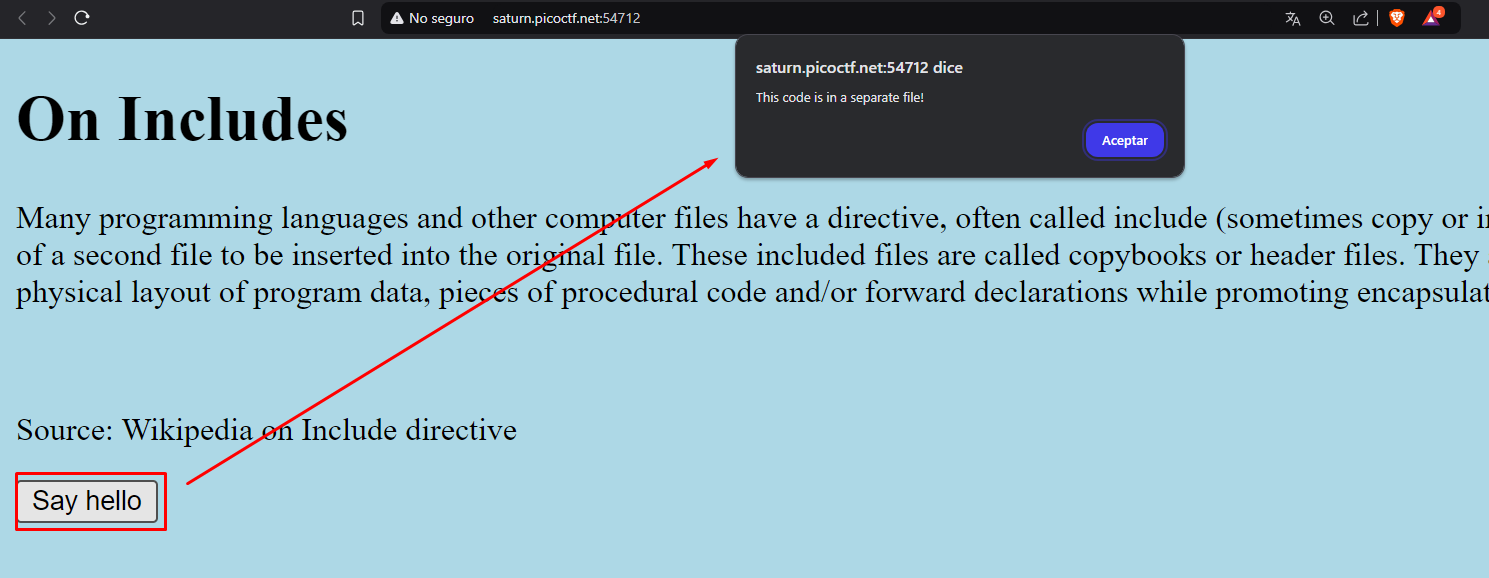 No seguro saturn.picoctf.net:54712
4
saturn.picoctf.net:54712 dice
This code is in a separate file!
Aceptar
On Includes
Many programming languages and other computer files have a directive, often called include (sometimes copy or
of a second file to be inserted into the original file. These included files are called copybooks or header files. They
physical layout of program data, pieces of procedural code and/or forward declarations while promoting
Source: Wikipedia on Include directive
Say hello